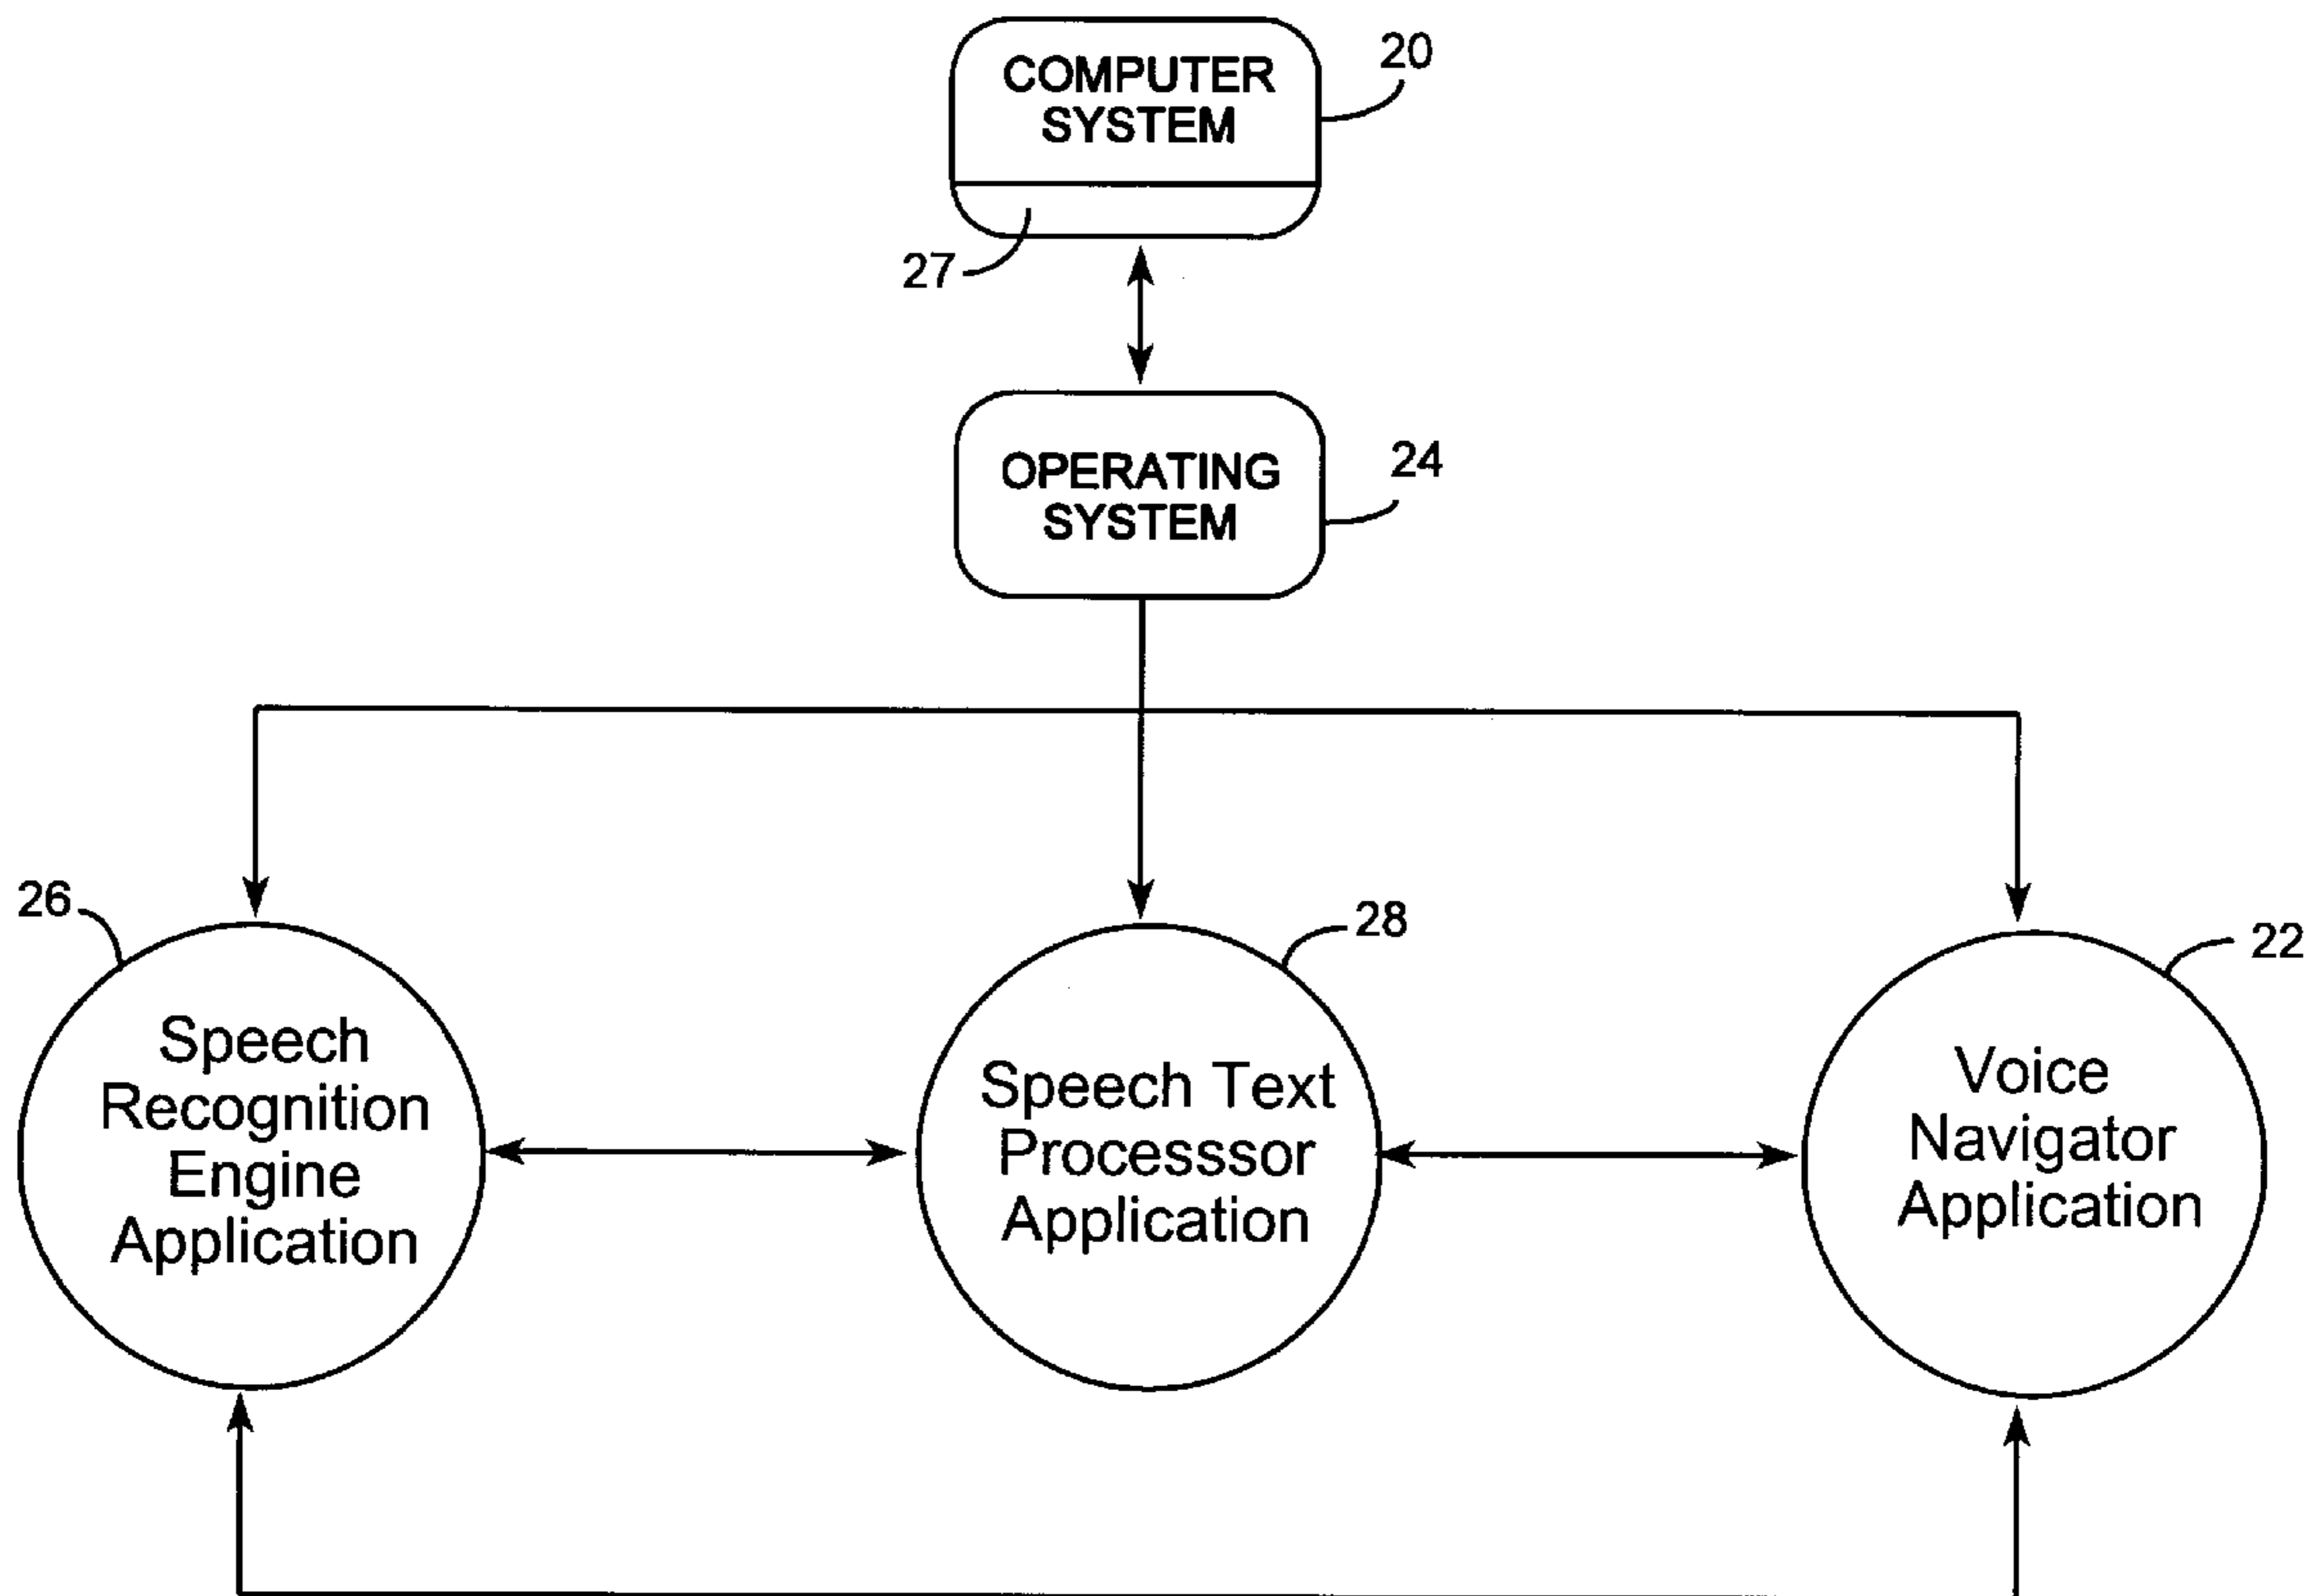 COMPUTER
SYSTEM
20
27
OPERATING
SYSTEM
24
26
Speech
Recognition
Engine
Application
28
Speech Text
Processsor
Application
22
Voice
Navigator
Application